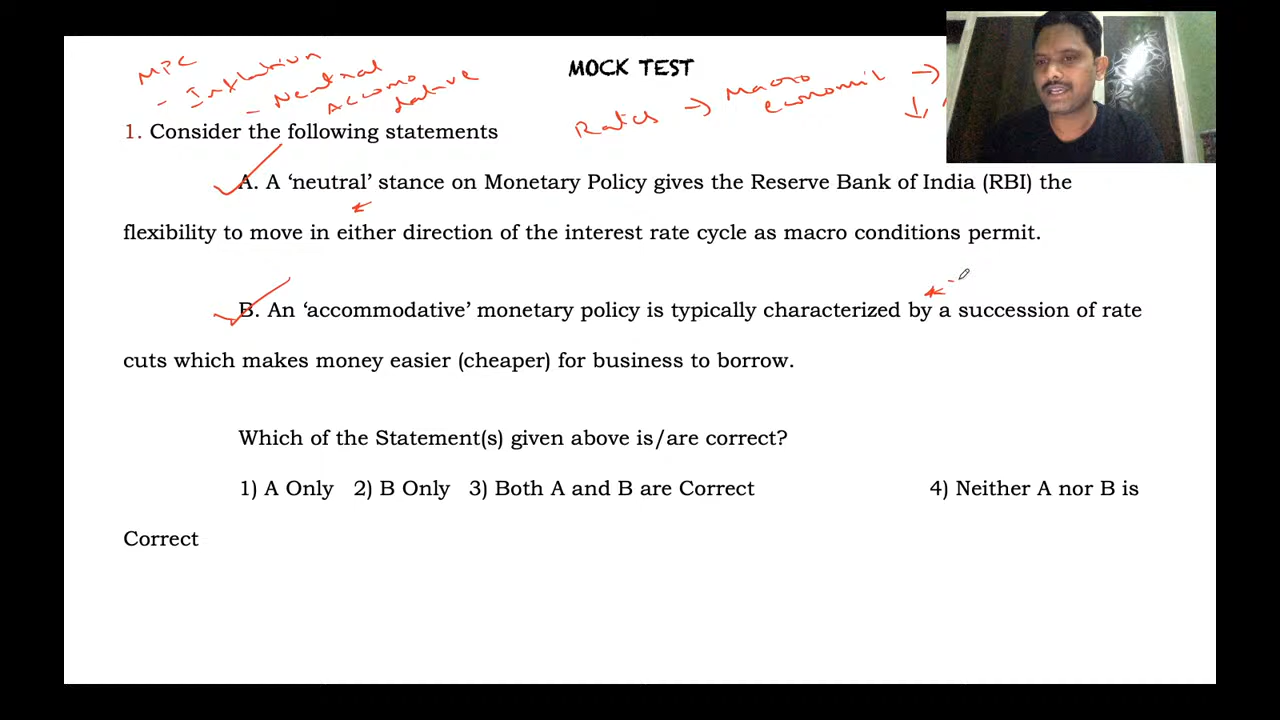 MPC
- Inflation
- Neutral
Accomo
dative
MOCK TEST
Rates → Macro
economic →
↓,
1. Consider the following statements
A. A ‘neutral’ stance on Monetary Policy gives the Reserve Bank of India (RBI) the
flexibility to move in either direction of the interest rate cycle as macro conditions permit.
B. An ‘accommodative’ monetary policy is typically characterized by a succession of rate
cuts which makes money easier (cheaper) for business to borrow.
Which of the Statement(s) given above is/are correct?
1) A Only 2) B Only 3) Both A and B are Correct 4) Neither A nor B is
Correct